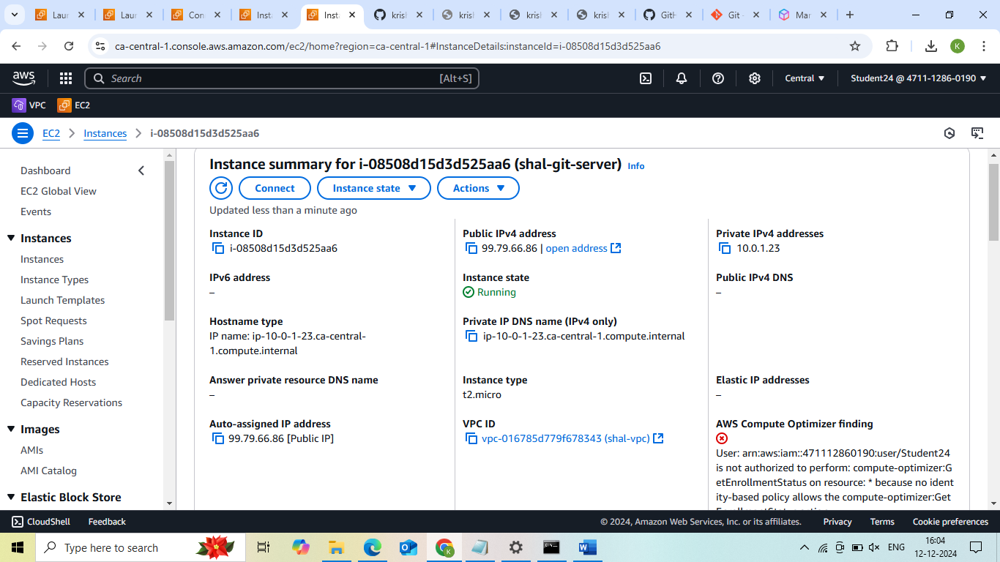 Laun
Laun
Con
Insta
Insta
krish
krish
krish
krish
GitH
Git -
Mar
ca-central-1.console.aws.amazon.com/ec2/home?region=ca-central-1#InstanceDetails:instanceId=i-08508d15d3d525aa6
K
aws
Search
[Alt+S]
Central
Student24 @ 4711-1286-0190
VPC
EC2
EC2
Instances
i-08508d15d3d525aa6
Dashboard
EC2 Global View
Events
Instances
Instances
Instance Types
Launch Templates
Spot Requests
Savings Plans
Reserved Instances
Dedicated Hosts
Capacity Reservations
Images
AMIs
AMI Catalog
Elastic Block Store
Instance summary for i-08508d15d3d525aa6 (shal-git-server) Info
Connect
Instance state
Actions
Updated less than a minute ago
Instance ID
i-08508d15d3d525aa6
Public IPv4 address
99.79.66.86 | open address
Private IPv4 addresses
10.0.1.23
IPv6 address
–
Instance state
Running
Public IPv4 DNS
–
Hostname type
IP name: ip-10-0-1-23.ca-central-
1.compute.internal
Private IP DNS name (IPv4 only)
ip-10-0-1-23.ca-central-1.compute.internal
Answer private resource DNS name
–
Instance type
t2.micro
Elastic IP addresses
–
Auto-assigned IP address
99.79.66.86 [Public IP]
VPC ID
vpc-016785d779f678343 (shal-vpc)
AWS Compute Optimizer finding
User: arn:aws:iam::471112860190:user/Student24
is not authorized to perform: compute-optimizer:G
etEnrollmentStatus on resource: * because no ident
ity-based policy allows the compute-optimizer:Get
CloudShell
Feedback
© 2024, Amazon Web Services, Inc. or its affiliates.
Privacy
Terms
Cookie preferences
Type here to search
ENG
16:04
12-12-2024